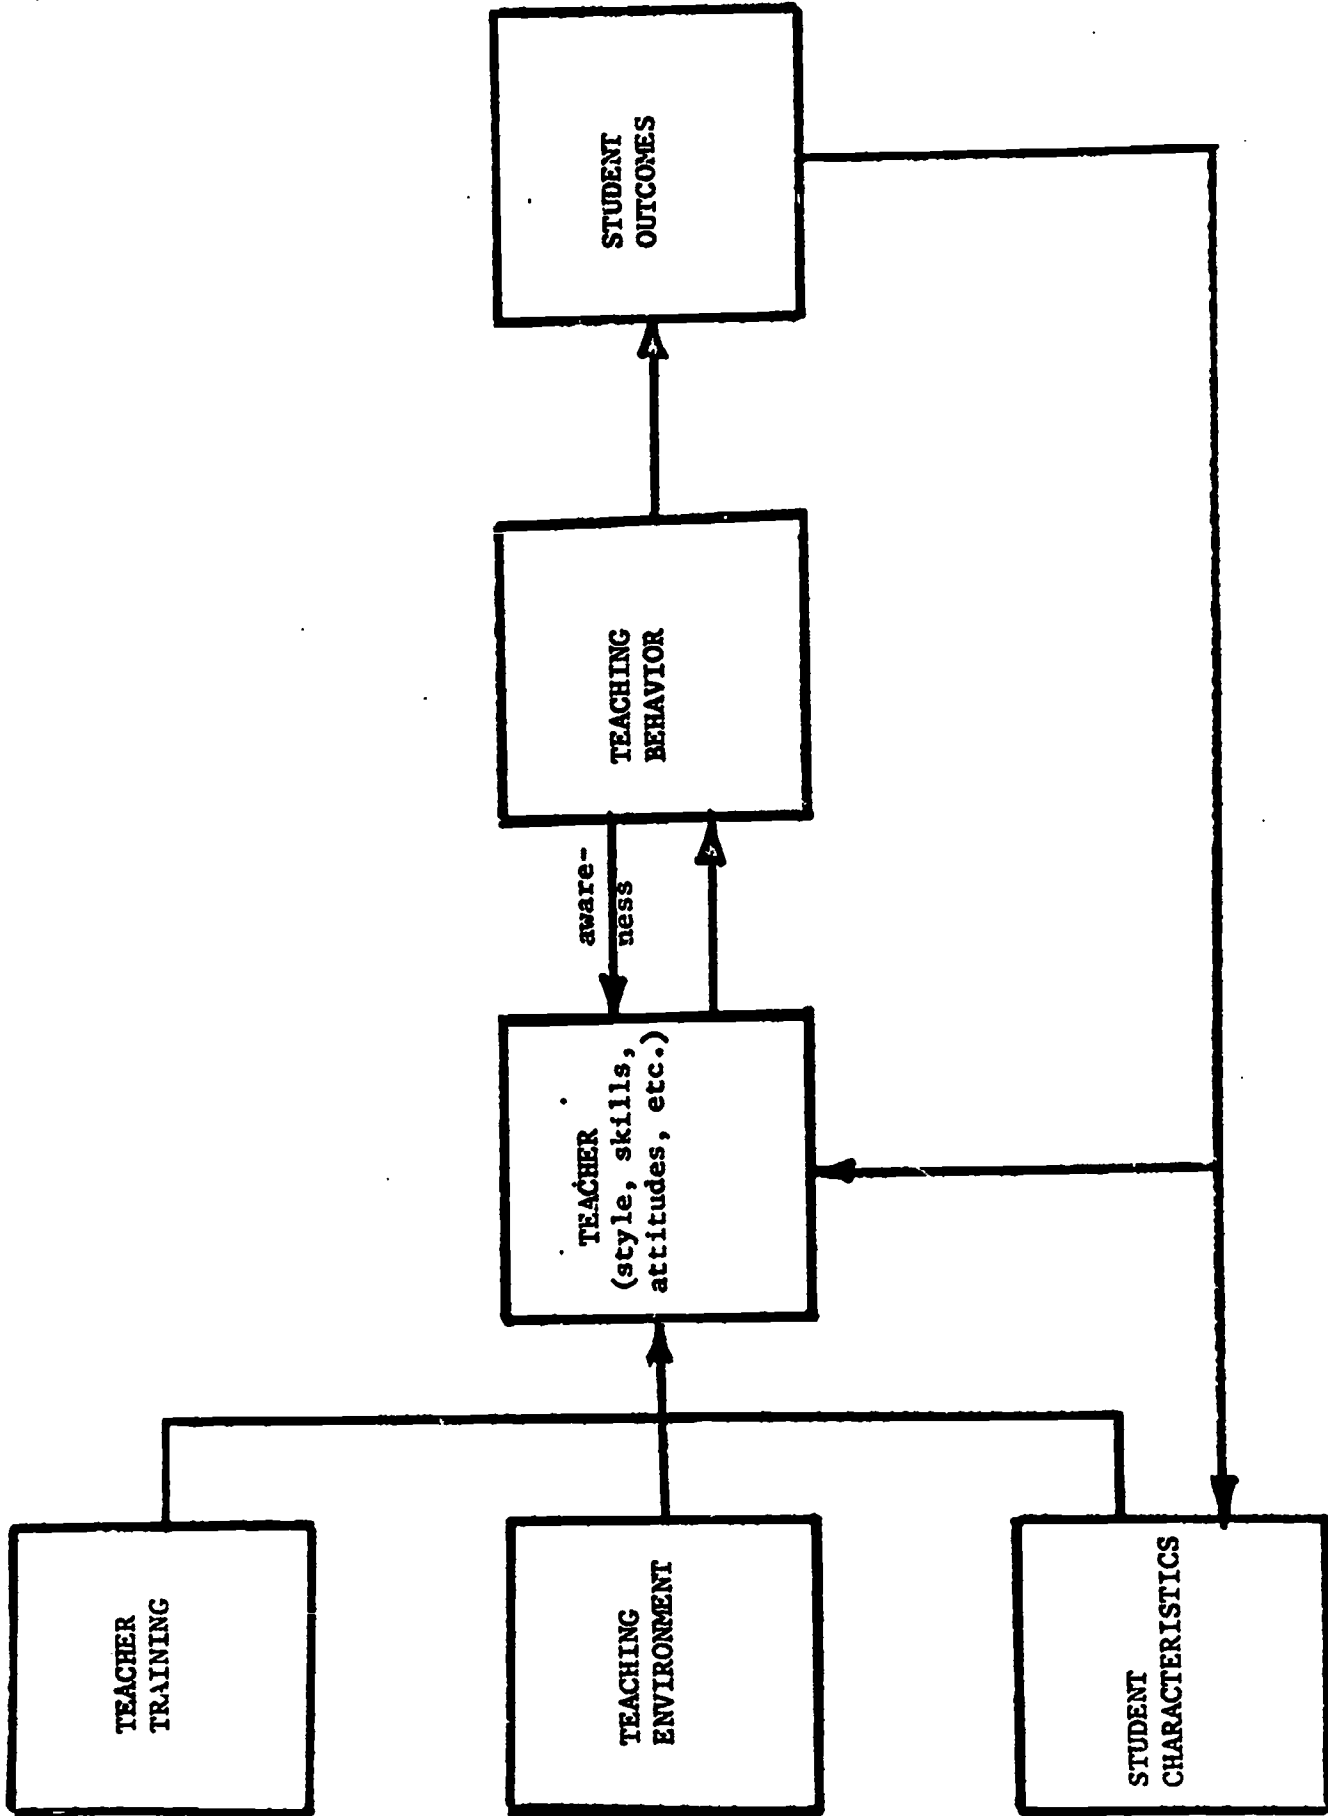 TEACHER
TRAINING
TEACHING
ENVIRONMENT
STUDENT
CHARACTERISTICS
TEACHER
(style, skills,
attitudes, etc.)
aware-
ness
TEACHING
BEHAVIOR
STUDENT
OUTCOMES